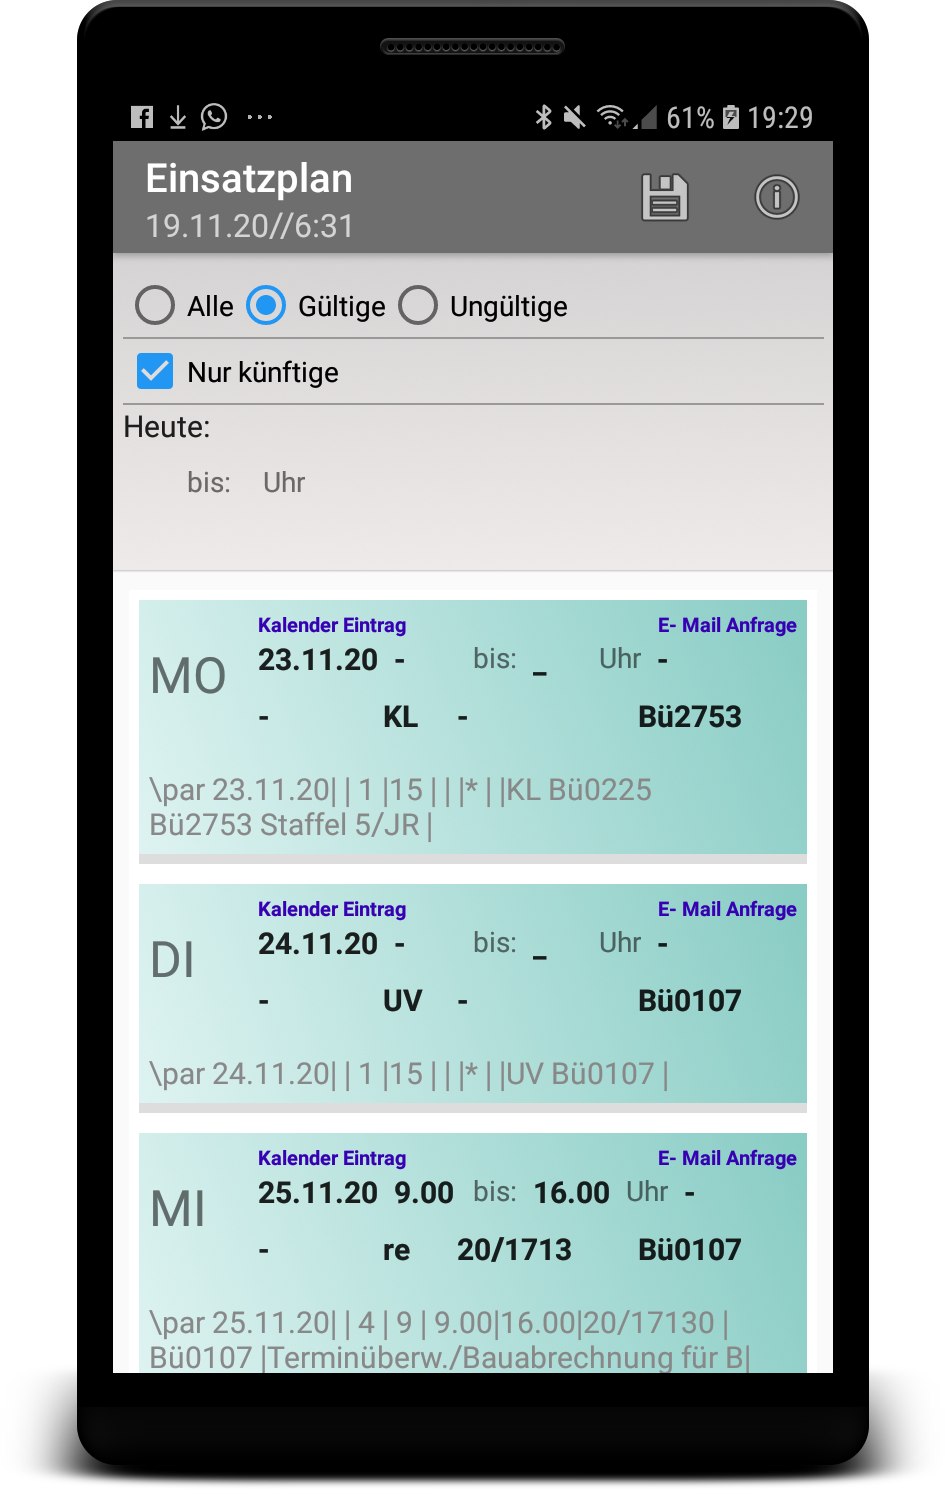 61% 19:29
Einsatzplan
19.11.20//6:31
Alle Gültige Ungültige
Nur künftige
Heute:
bis: Uhr
Kalender Eintrag E- Mail Anfrage
MO 23.11.20 - bis: _ Uhr -
- KL - Bü2753
\par 23.11.20| | 1 |15 | | |* | |KL Bü0225
Bü2753 Staffel 5/JR |
Kalender Eintrag E- Mail Anfrage
DI 24.11.20 - bis: _ Uhr -
- UV - Bü0107
\par 24.11.20| | 1 |15 | | |* | |UV Bü0107 |
Kalender Eintrag E- Mail Anfrage
MI 25.11.20 9.00 bis: 16.00 Uhr -
- re 20/1713 Bü0107
\par 25.11.20| | 4 | 9 | 9.00|16.00|20/17130 |
Bü0107 |Terminüberw./Bauabrechnung für B|